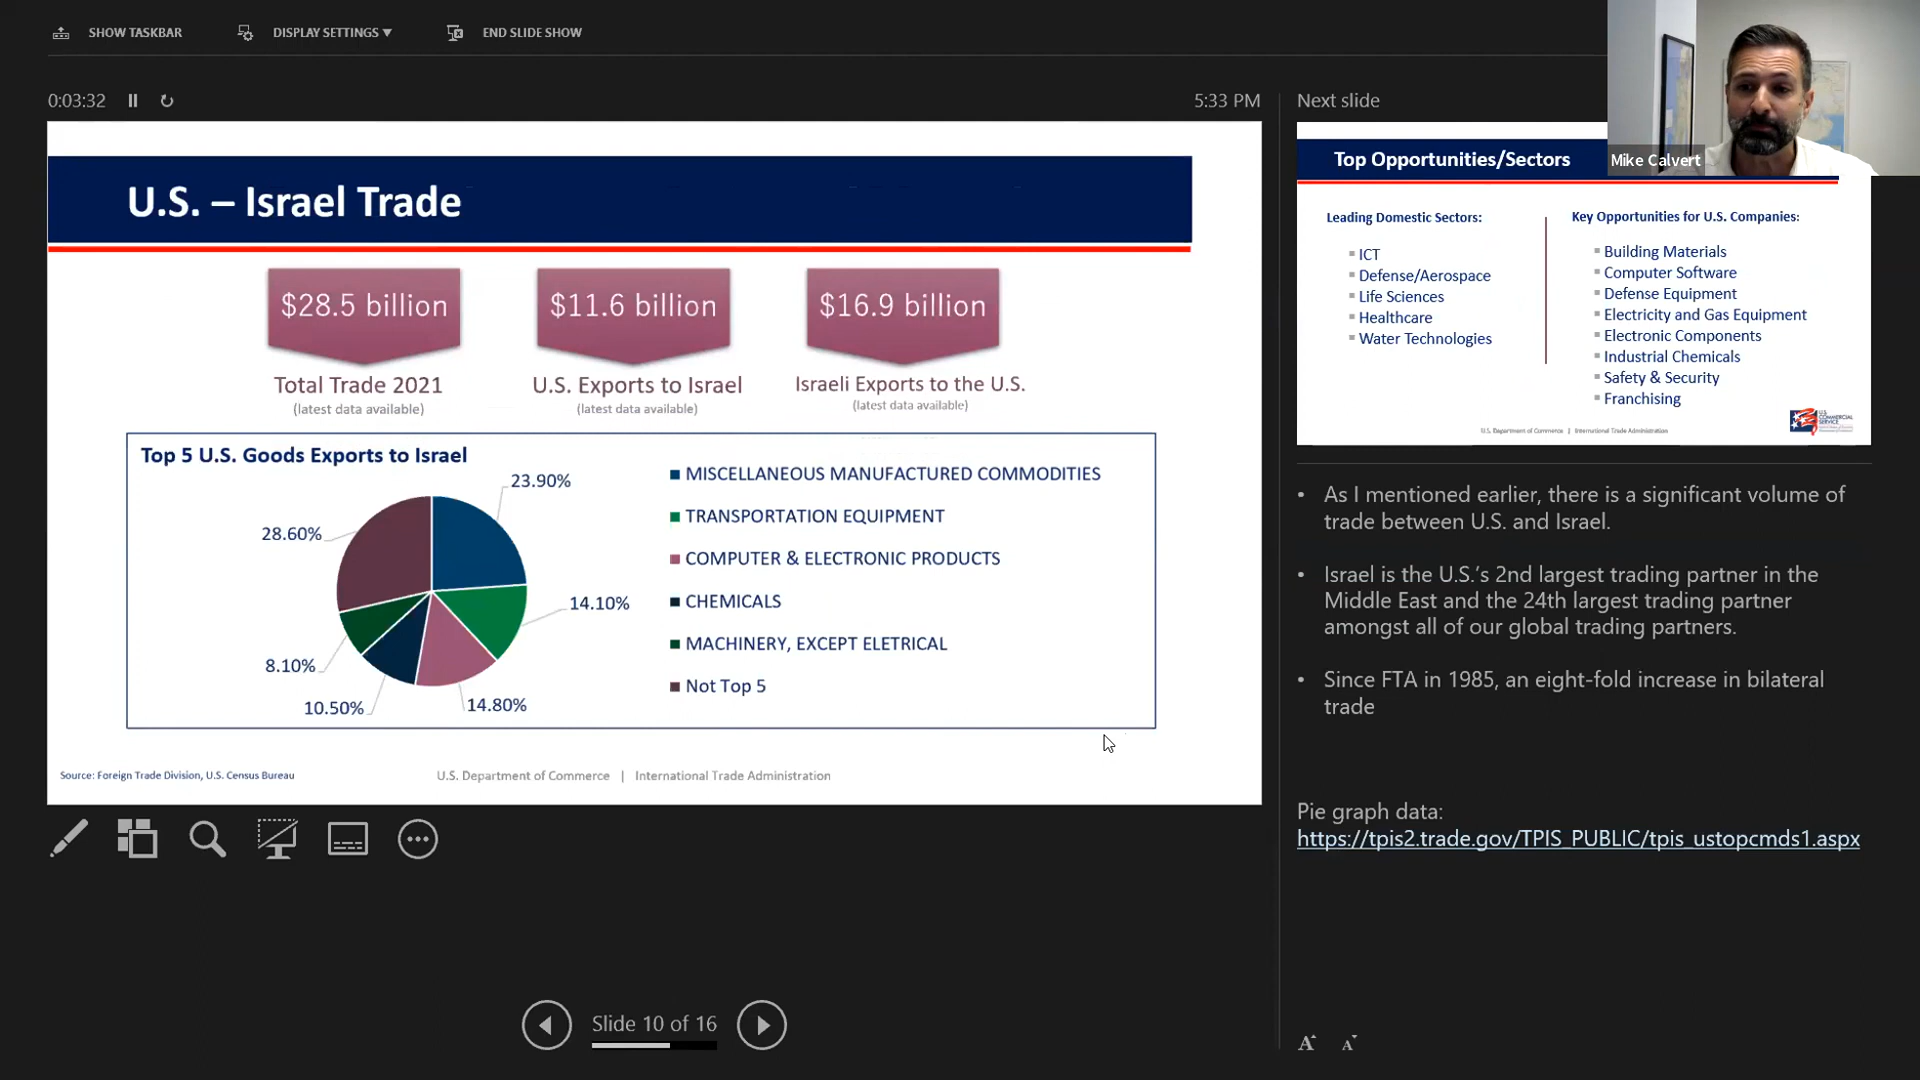 SHOW TASKBAR
DISPLAY SETTINGS ▼
END SLIDE SHOW
0:03:32
5:33 PM
U.S. – Israel Trade
$28.5 billion
$11.6 billion
$16.9 billion
Total Trade 2021
(latest data available)
U.S. Exports to Israel
(latest data available)
Israeli Exports to the U.S.
(latest data available)
Top 5 U.S. Goods Exports to Israel
23.90%
28.60%
14.10%
8.10%
10.50%
14.80%
MISCELLANEOUS MANUFACTURED COMMODITIES
TRANSPORTATION EQUIPMENT
COMPUTER & ELECTRONIC PRODUCTS
CHEMICALS
MACHINERY, EXCEPT ELETRICAL
Not Top 5
Source: Foreign Trade Division, U.S. Census Bureau
U.S. Department of Commerce | International Trade Administration
Slide 10 of 16
Next slide
Mike Calvert
Top Opportunities/Sectors
Leading Domestic Sectors:
ICT
Defense/Aerospace
Life Sciences
Healthcare
Water Technologies
Key Opportunities for U.S. Companies:
Building Materials
Computer Software
Defense Equipment
Electricity and Gas Equipment
Electronic Components
Industrial Chemicals
Safety & Security
Franchising
U.S. Department of Commerce | International Trade Administration
U.S.
COMMERCIAL
SERVICE
• As I mentioned earlier, there is a significant volume of
trade between U.S. and Israel.
• Israel is the U.S.'s 2nd largest trading partner in the
Middle East and the 24th largest trading partner
amongst all of our global trading partners.
• Since FTA in 1985, an eight-fold increase in bilateral
trade
Pie graph data:
https://tpis2.trade.gov/TPIS_PUBLIC/tpis_ustopcmds1.aspx
A A